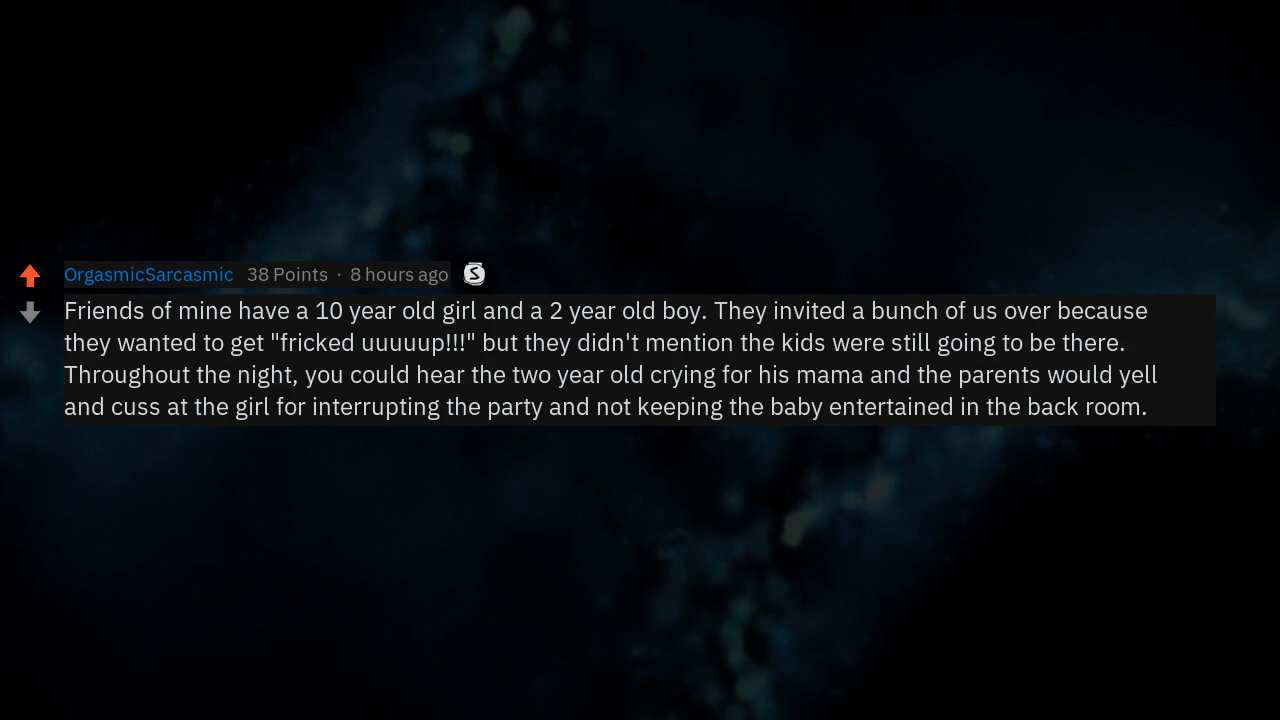 OrgasmicSarcasmic 38 Points · 8 hours ago S
Friends of mine have a 10 year old girl and a 2 year old boy. They invited a bunch of us over because
they wanted to get "fricked uuuuup!!!" but they didn't mention the kids were still going to be there.
Throughout the night, you could hear the two year old crying for his mama and the parents would yell
and cuss at the girl for interrupting the party and not keeping the baby entertained in the back room.